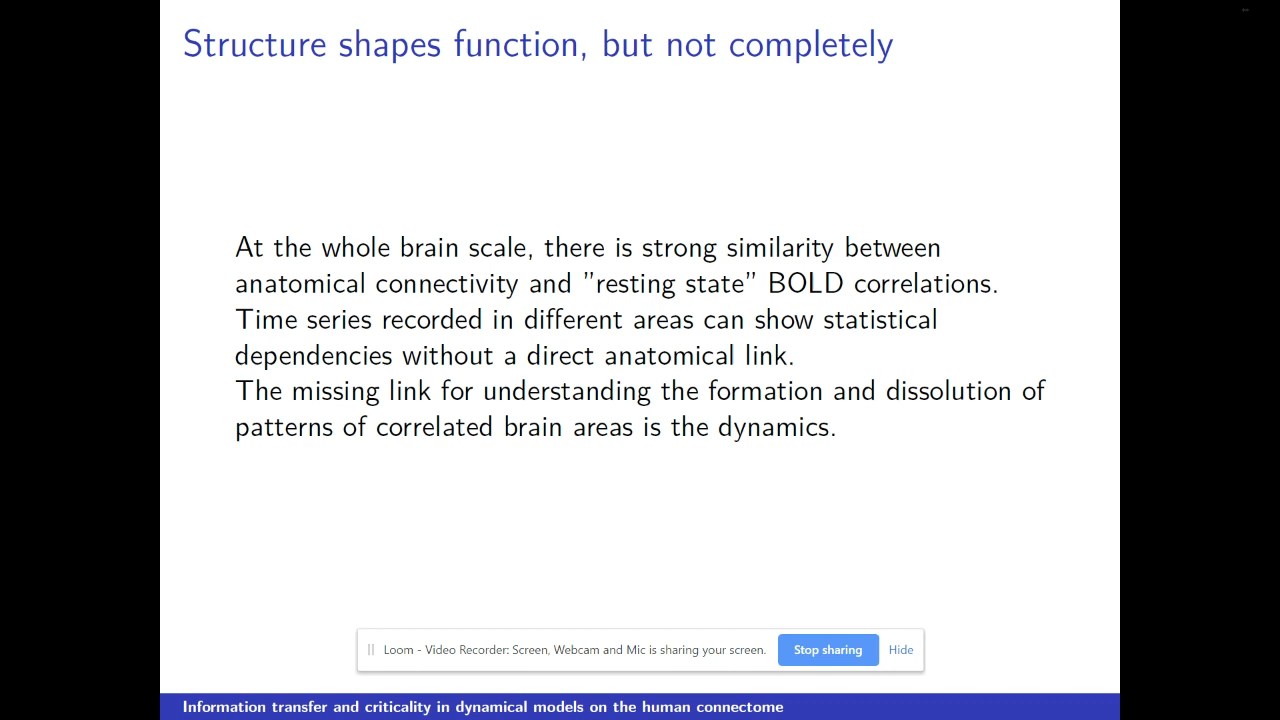 Structure shapes function, but not completely
At the whole brain scale, there is strong similarity between
anatomical connectivity and ”resting state” BOLD correlations.
Time series recorded in different areas can show statistical
dependencies without a direct anatomical link.
The missing link for understanding the formation and dissolution of
patterns of correlated brain areas is the dynamics.
Loom - Video Recorder: Screen, Webcam and Mic is sharing your screen. Stop sharing Hide
Information transfer and criticality in dynamical models on the human connectome